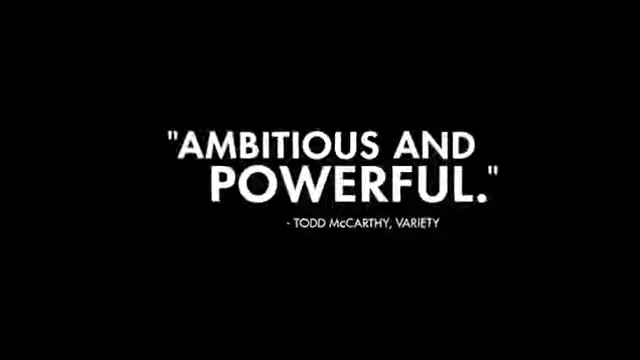 "AMBITIOUS AND
POWERFUL."
- TODD McCARTHY, VARIETY